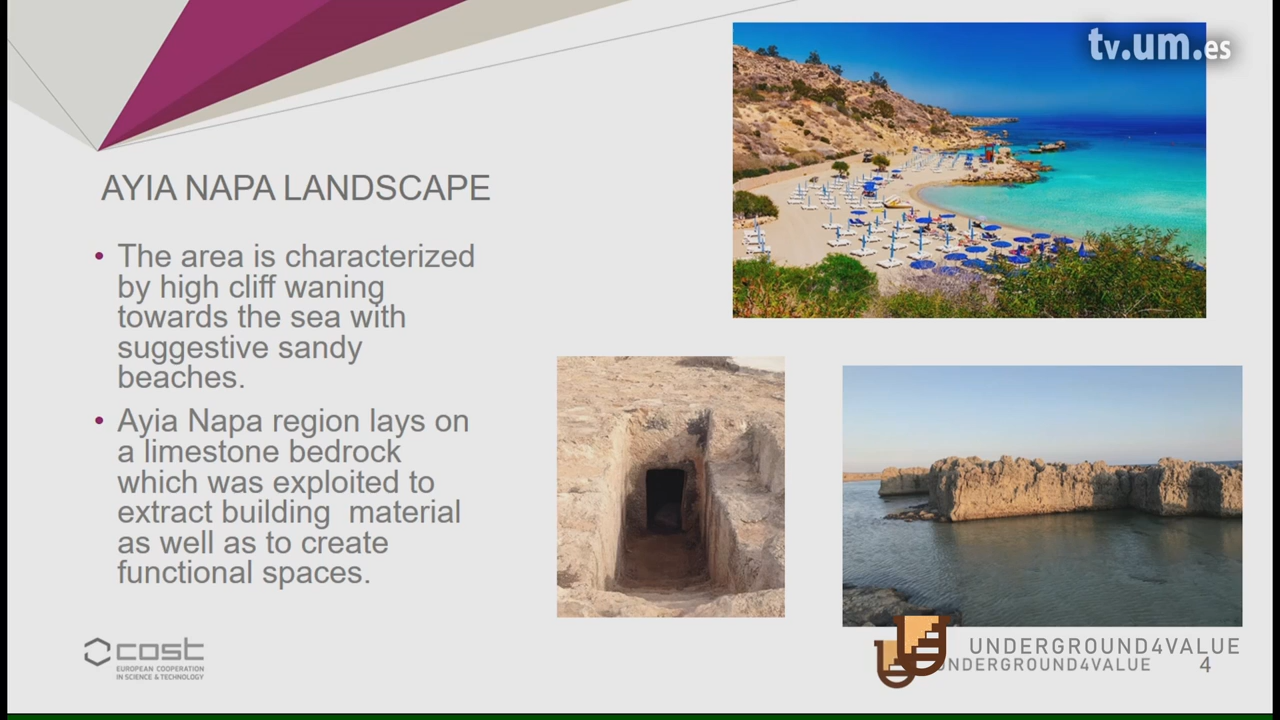 tv.um.es
AYIA NAPA LANDSCAPE
• The area is characterized
by high cliff waning
towards the sea with
suggestive sandy
beaches.
• Ayia Napa region lays on
a limestone bedrock
which was exploited to
extract building  material
as well as to create
functional spaces.
cost
EUROPEAN COOPERATION
IN SCIENCE & TECHNOLOGY
UNDERGROUND4VALUE
UNDERGROUND4VALUE
4